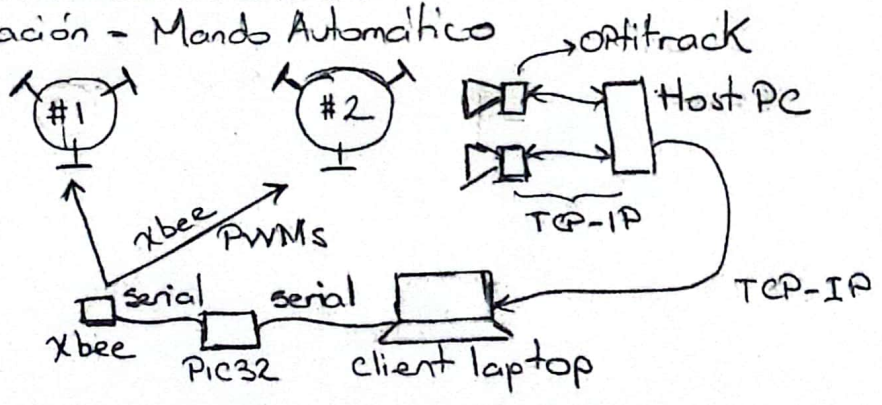 ación - Mando Automático
OPtitrack
#1
#2
Host PC
TCP-IP
xbee
PWMs
TCP-IP
serial
serial
xbee
PIC32
client laptop